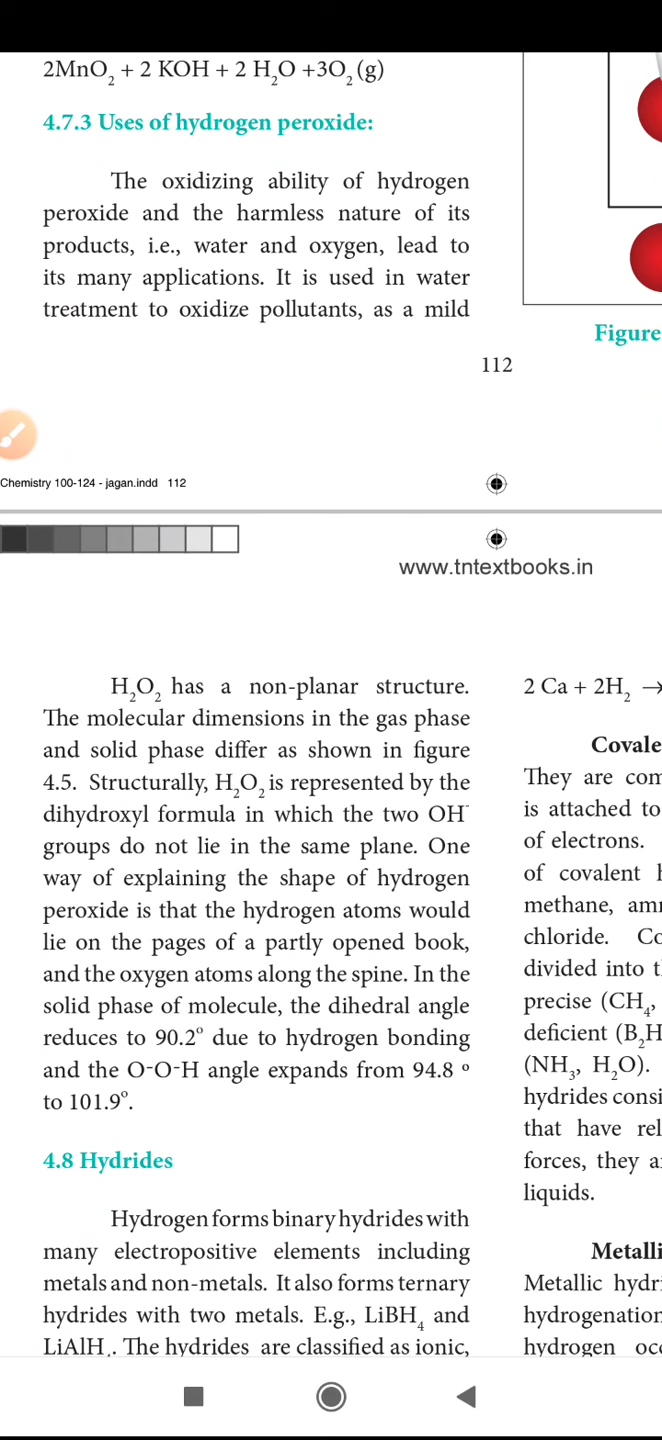 2MnO₂ + 2 KOH + 2 H₂O +3O₂ (g)
4.7.3 Uses of hydrogen peroxide:
The oxidizing ability of hydrogen
peroxide and the harmless nature of its
products, i.e., water and oxygen, lead to
its many applications. It is used in water
treatment to oxidize pollutants, as a mild
Figure
112
Chemistry 100-124 - jagan.indd 112
www.tntextbooks.in
H₂O₂ has a non-planar structure.
The molecular dimensions in the gas phase
and solid phase differ as shown in figure
4.5. Structurally, H₂O₂ is represented by the
dihydroxyl formula in which the two OH⁻
groups do not lie in the same plane. One
way of explaining the shape of hydrogen
peroxide is that the hydrogen atoms would
lie on the pages of a partly opened book,
and the oxygen atoms along the spine. In the
solid phase of molecule, the dihedral angle
reduces to 90.2° due to hydrogen bonding
and the O-O-H angle expands from 94.8 º
to 101.9°.
4.8 Hydrides
Hydrogen forms binary hydrides with
many electropositive elements including
metals and non-metals. It also forms ternary
hydrides with two metals. E.g., LiBH₄ and
LiAlH₄. The hydrides are classified as ionic,
2 Ca + 2H₂ →
Covale
They are com
is attached to
of electrons.
of covalent h
methane, amm
chloride. Co
divided into t
precise (CH₄,
deficient (B₂H
(NH₃, H₂O).
hydrides consi
that have rel
forces, they a
liquids.
Metalli
Metallic hydri
hydrogenation
hydrogen occ